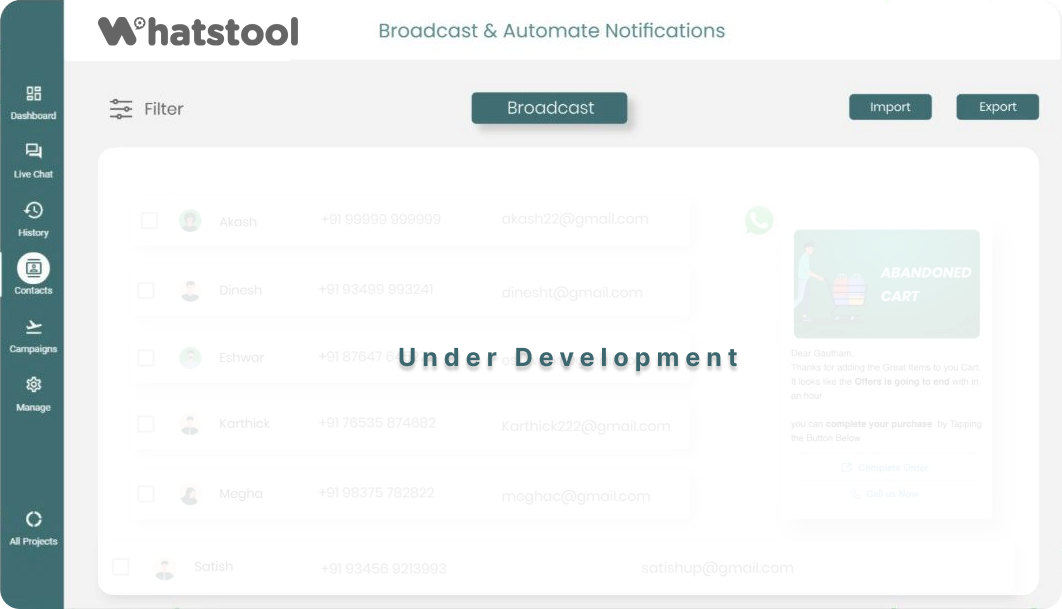 Whatstool
Broadcast & Automate Notifications
Dashboard
Live Chat
History
Contacts
Campaigns
Manage
All Projects
Filter
Broadcast
Import
Export
Akash +91 99999 999999 akash22@gmail.com
Dinesh +91 93499 993241 dinesht@gmail.com
Eshwar +91 87647
Under Development
Karthick +91 76535 874682 Karthick222@gmail.com
Megha +91 98375 782822 meghac@gmail.com
Satish +91 93456 9213993 satishup@gmail.com
ABANDONED
CART
Dear Gautham,
Thanks for adding the Great Items to you Cart.
It looks like the Offers is going to end with in
an hour
you can complete your purchase by Tapping
the Button Below
Complete Order
Call us Now